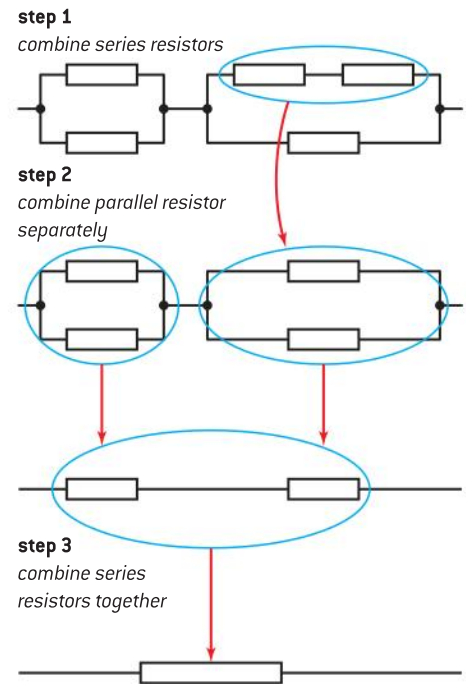 step 1
combine series resistors
step 2
combine parallel resistor
separately
step 3
combine series
resistors together